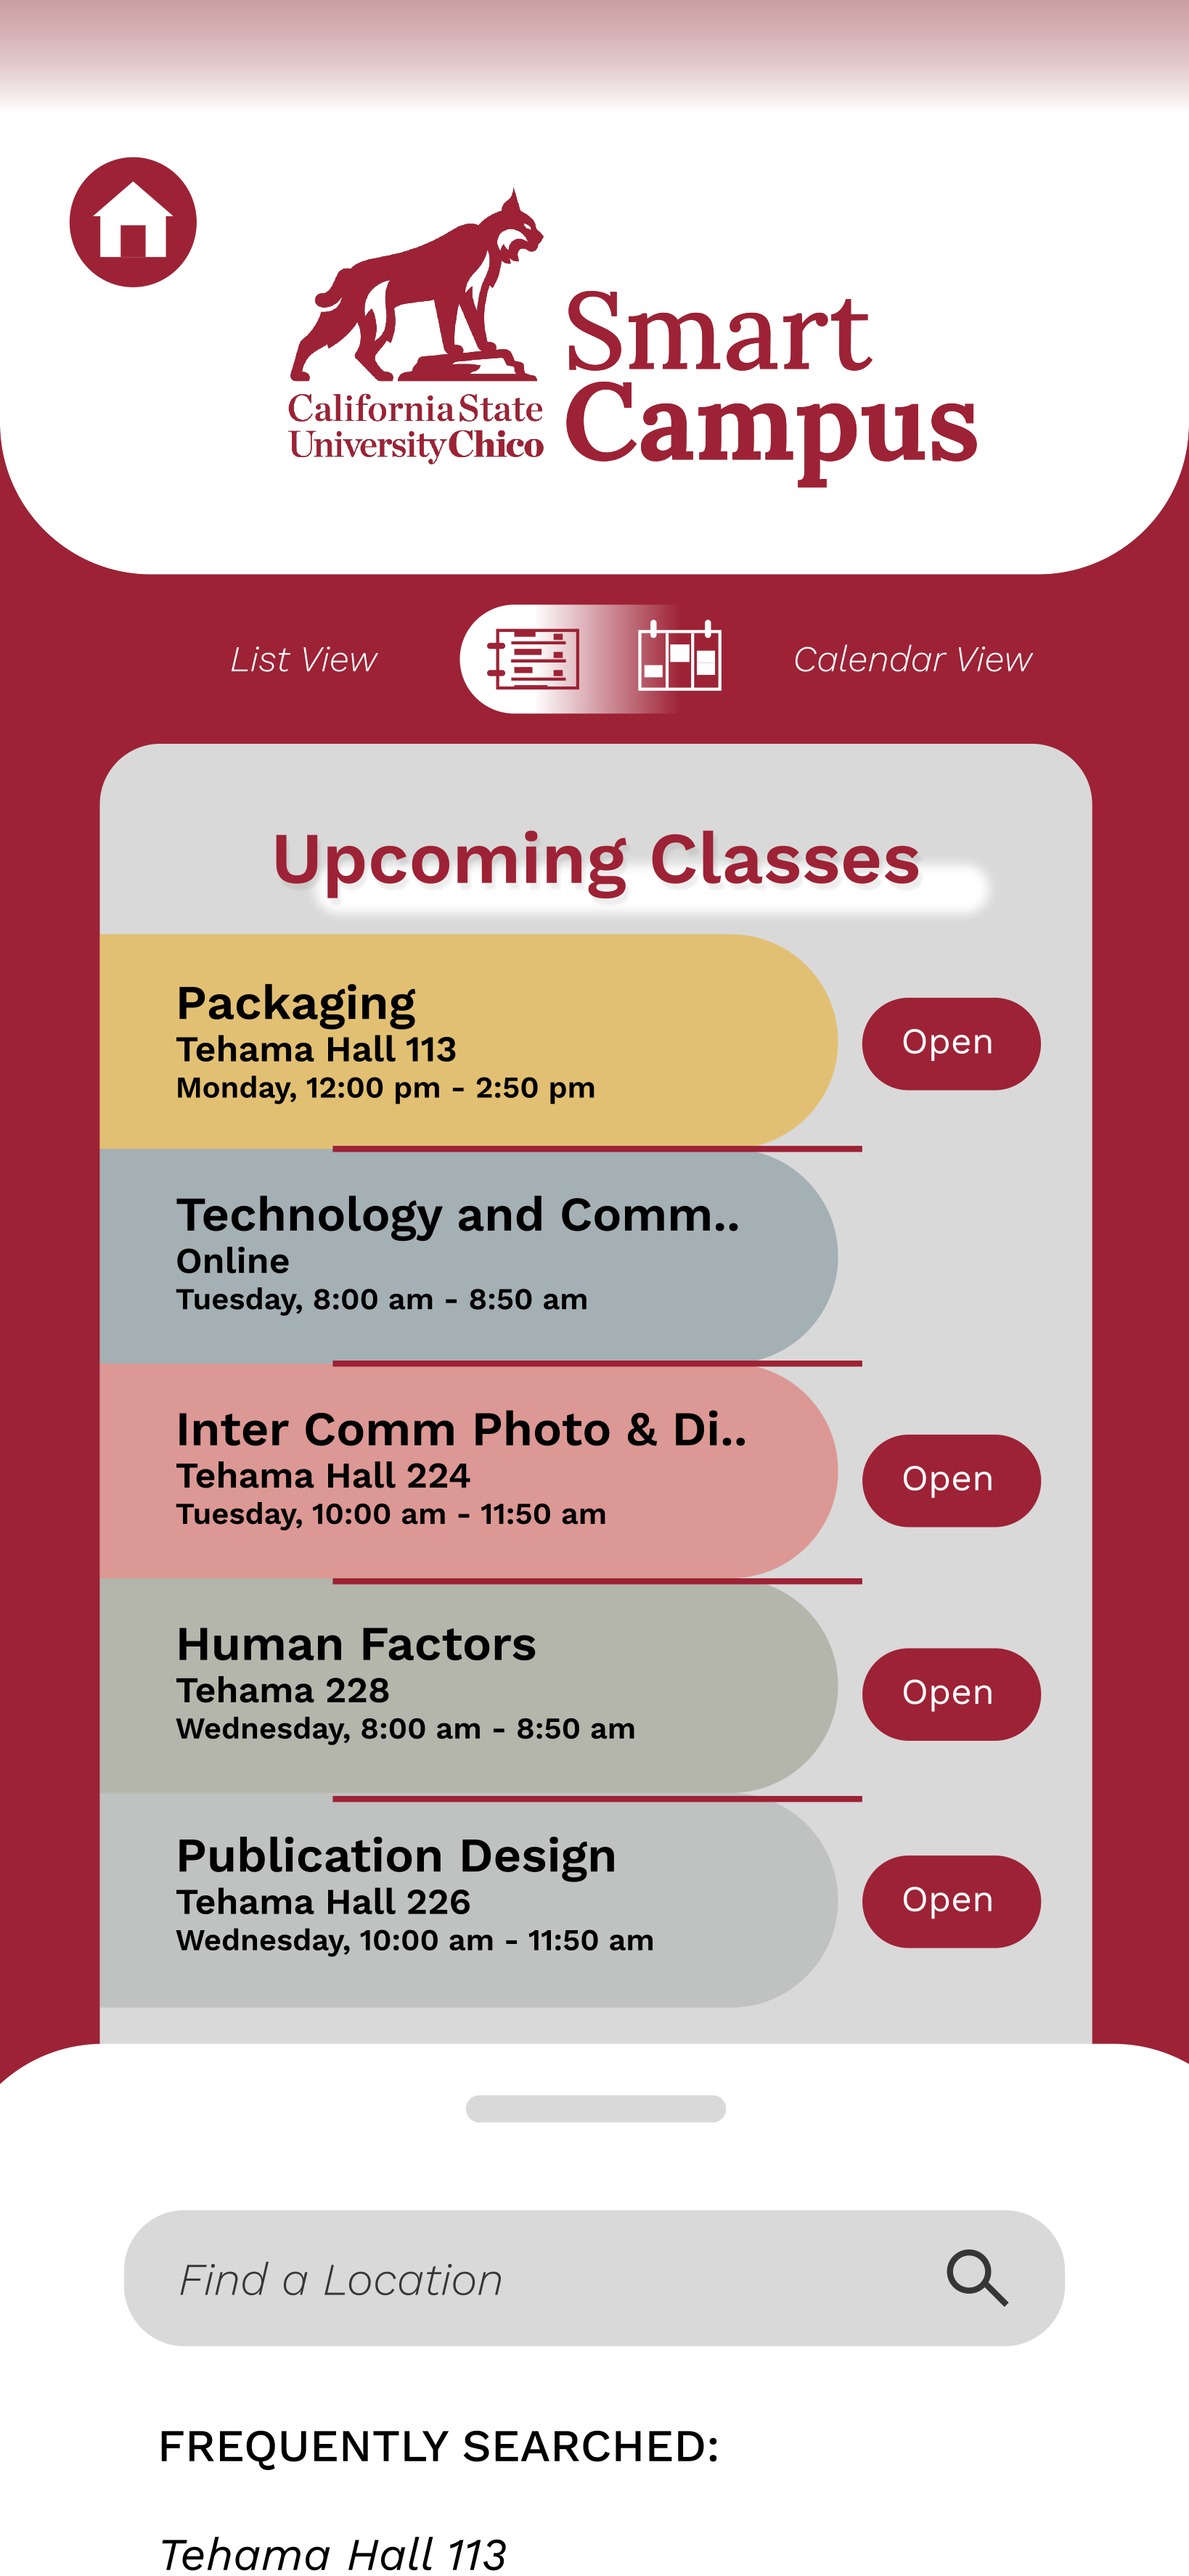 California State
University Chico
Smart
Campus
List View
Calendar View
Upcoming Classes
Packaging
Tehama Hall 113
Monday, 12:00 pm - 2:50 pm
Open
Technology and Comm..
Online
Tuesday, 8:00 am - 8:50 am
Inter Comm Photo & Di..
Tehama Hall 224
Tuesday, 10:00 am - 11:50 am
Open
Human Factors
Tehama 228
Wednesday, 8:00 am - 8:50 am
Open
Publication Design
Tehama Hall 226
Wednesday, 10:00 am - 11:50 am
Open
Find a Location
FREQUENTLY SEARCHED:
Tehama Hall 113